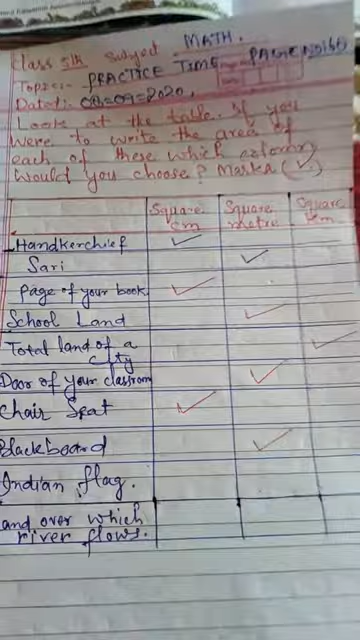 Class 5th Subject MATH.
Topic:- PRACTICE TIME PAGE NO
Dated:- 08=09=2020.
Look at the table. If you
were to write the area of
each of these which
Would you choose? Mark a (✓)
Square cm Square metre Square km
Handkerchief ✓
Sari ✓
Page of your book ✓
School Land ✓
Total land of a city ✓
Door of your classroom ✓
Chair Seat ✓
Blackboard ✓
Indian flag.
and over which
river flows.